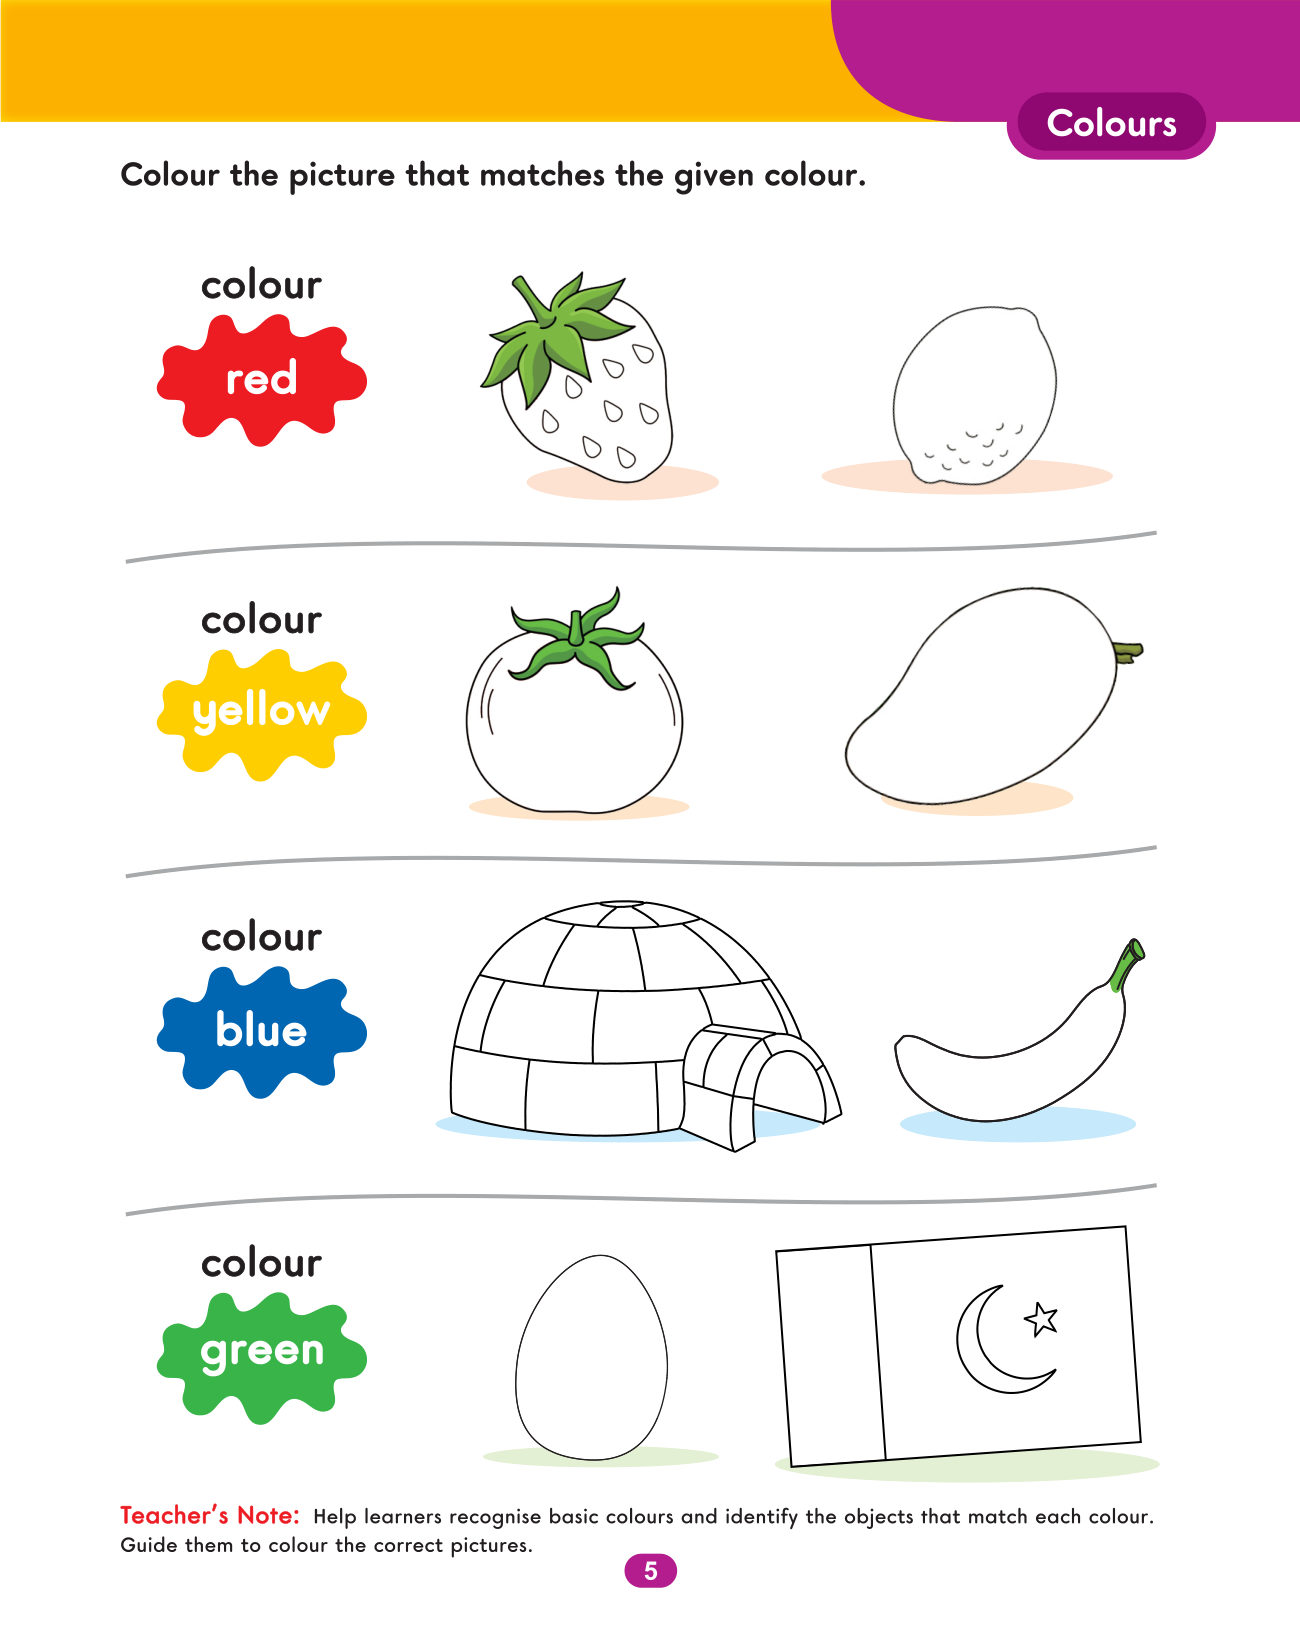 Colours
Colour the picture that matches the given colour.
colour
red
colour
yellow
colour
blue
colour
green
Teacher's Note: Help learners recognise basic colours and identify the objects that match each colour.
Guide them to colour the correct pictures.
5